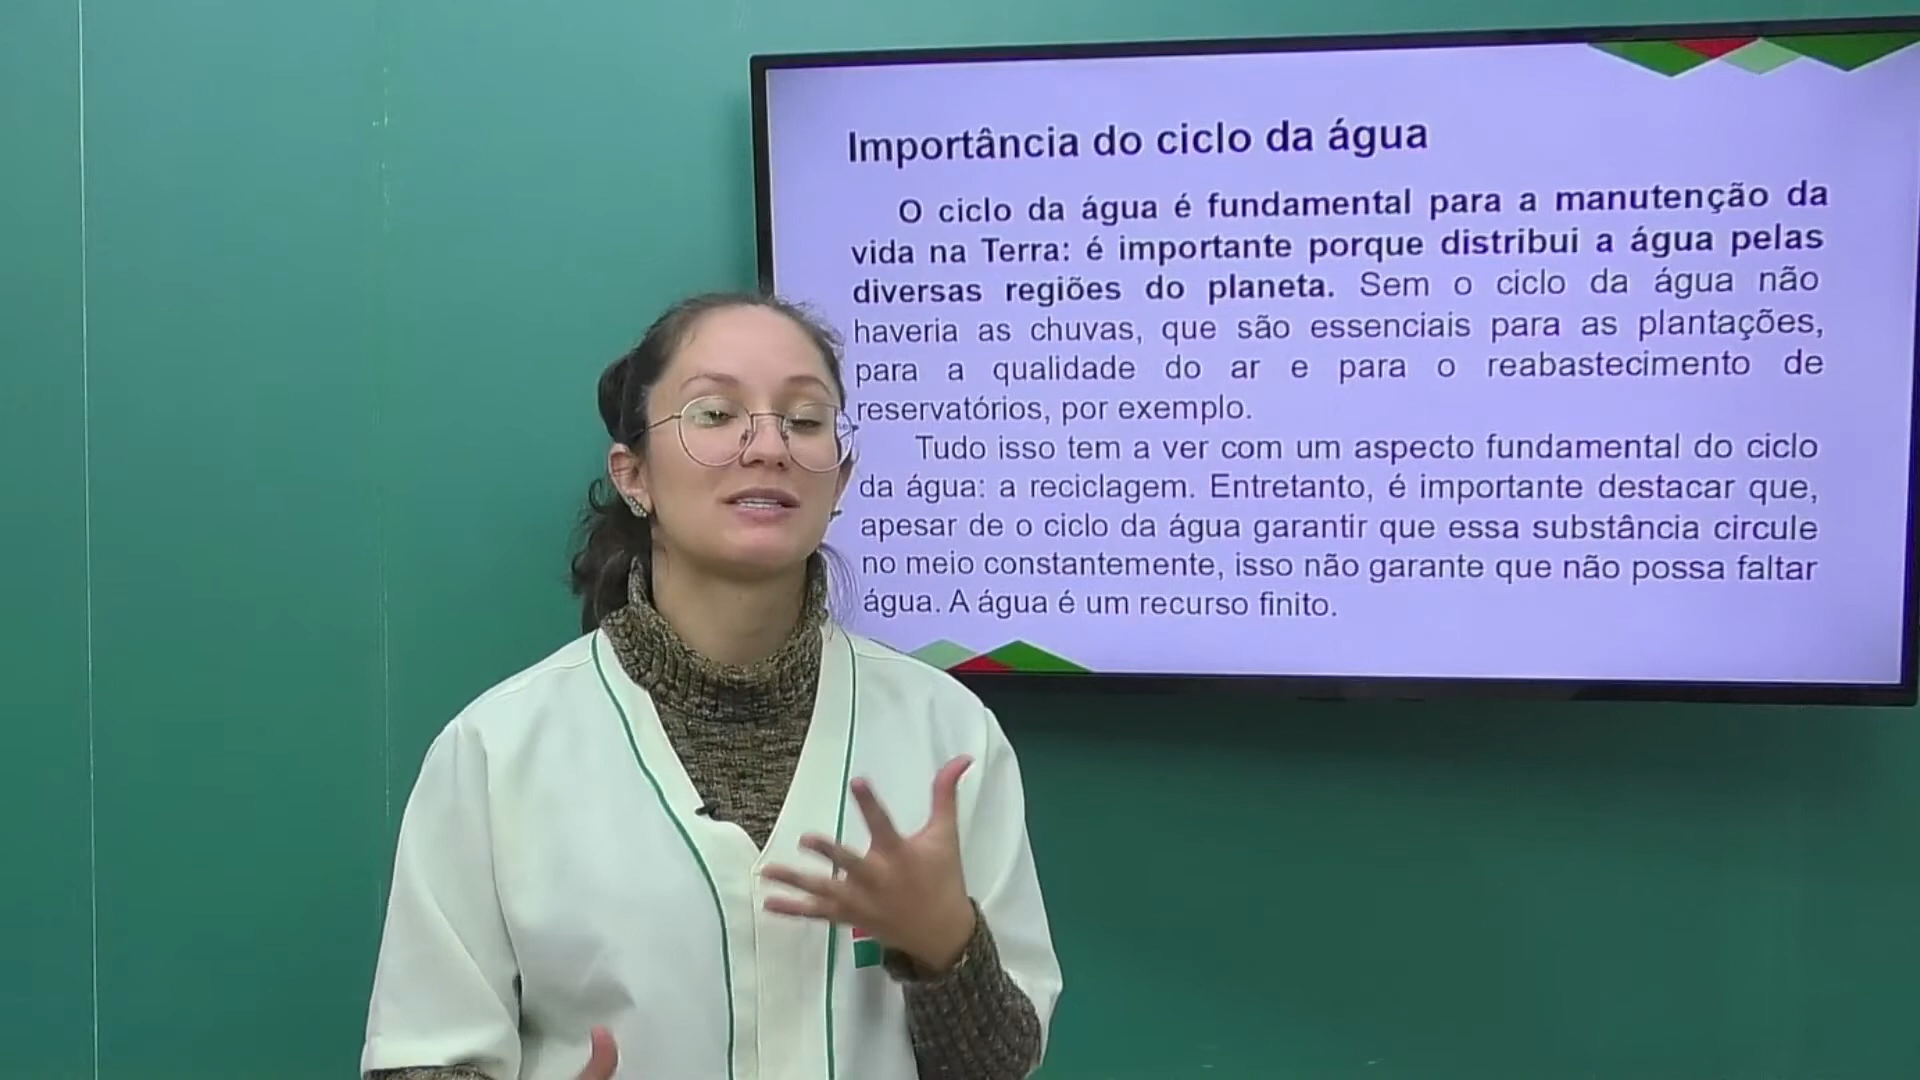 Importância do ciclo da água
O ciclo da água é fundamental para a manutenção da
vida na Terra: é importante porque distribui a água pelas
diversas regiões do planeta. Sem o ciclo da água não
haveria as chuvas, que são essenciais para as plantações,
para a qualidade do ar e para o reabastecimento de
reservatórios, por exemplo.
Tudo isso tem a ver com um aspecto fundamental do ciclo
da água: a reciclagem. Entretanto, é importante destacar que,
apesar de o ciclo da água garantir que essa substância circule
no meio constantemente, isso não garante que não possa faltar
água. A água é um recurso finito.